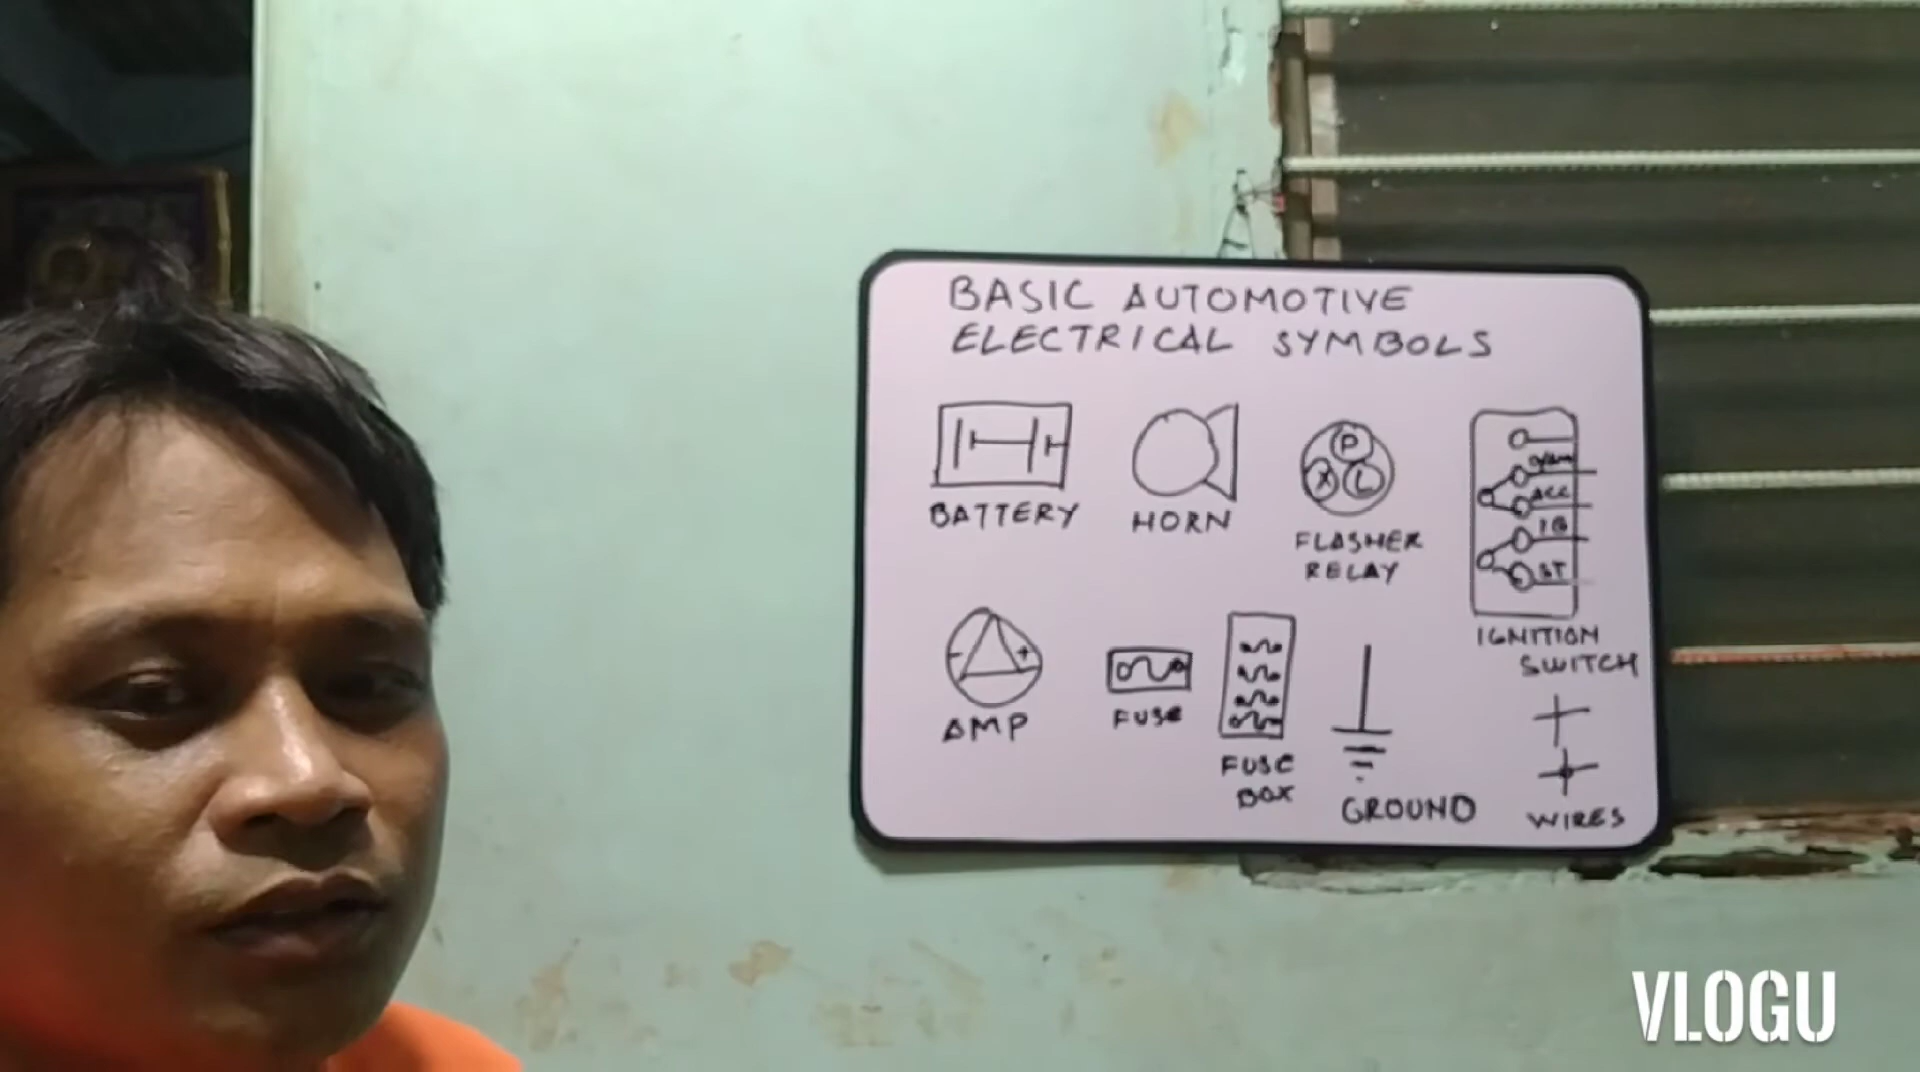 BASIC AUTOMOTIVE
ELECTRICAL SYMBOLS
BATTERY
HORN
P
X L
FLASHER
RELAY
ACC
IG
ST
IGNITION
SWITCH
- +
AMP
FUSE
FUSE
BOX
GROUND
WIRES
VLOGU